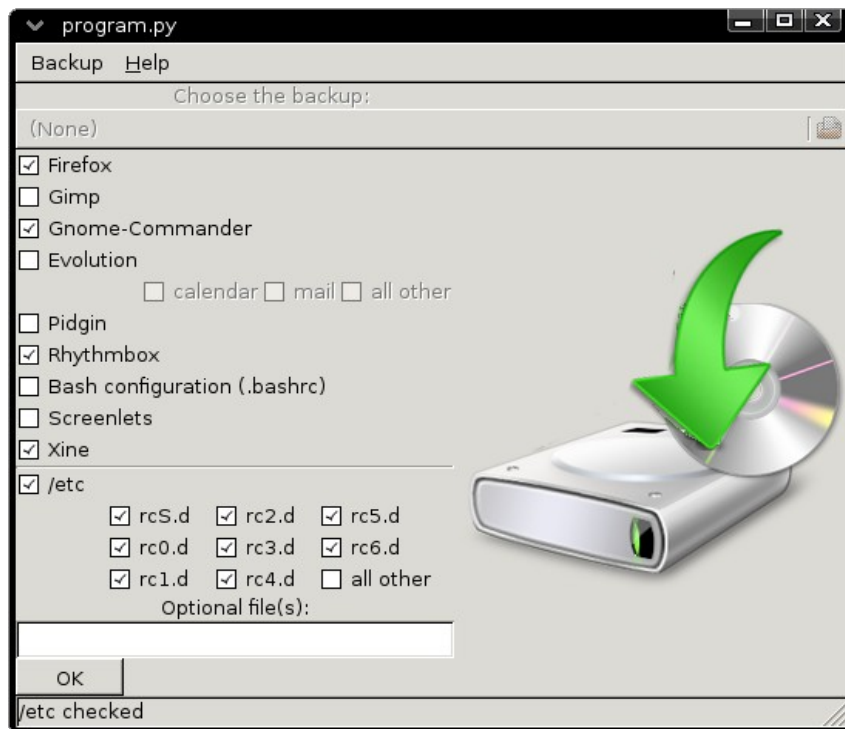 program.py
Backup Help
Choose the backup:
(None)
Firefox
Gimp
Gnome-Commander
Evolution
calendar mail all other
Pidgin
Rhythmbox
Bash configuration (.bashrc)
Screenlets
Xine
/etc
rcS.d rc2.d rc5.d
rc0.d rc3.d rc6.d
rc1.d rc4.d all other
Optional file(s):
OK
/etc checked